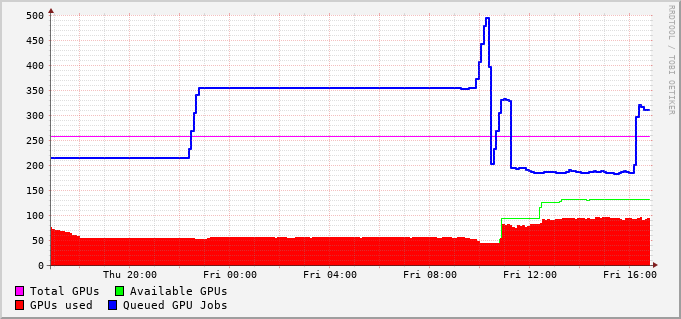 500
450
400
350
300
250
200
150
100
50
0
Thu 20:00 Fri 00:00 Fri 04:00 Fri 08:00 Fri 12:00 Fri 16:00
Total GPUs Available GPUs
GPUs used Queued GPU Jobs
RRDTOOL / TOBI OETIKER